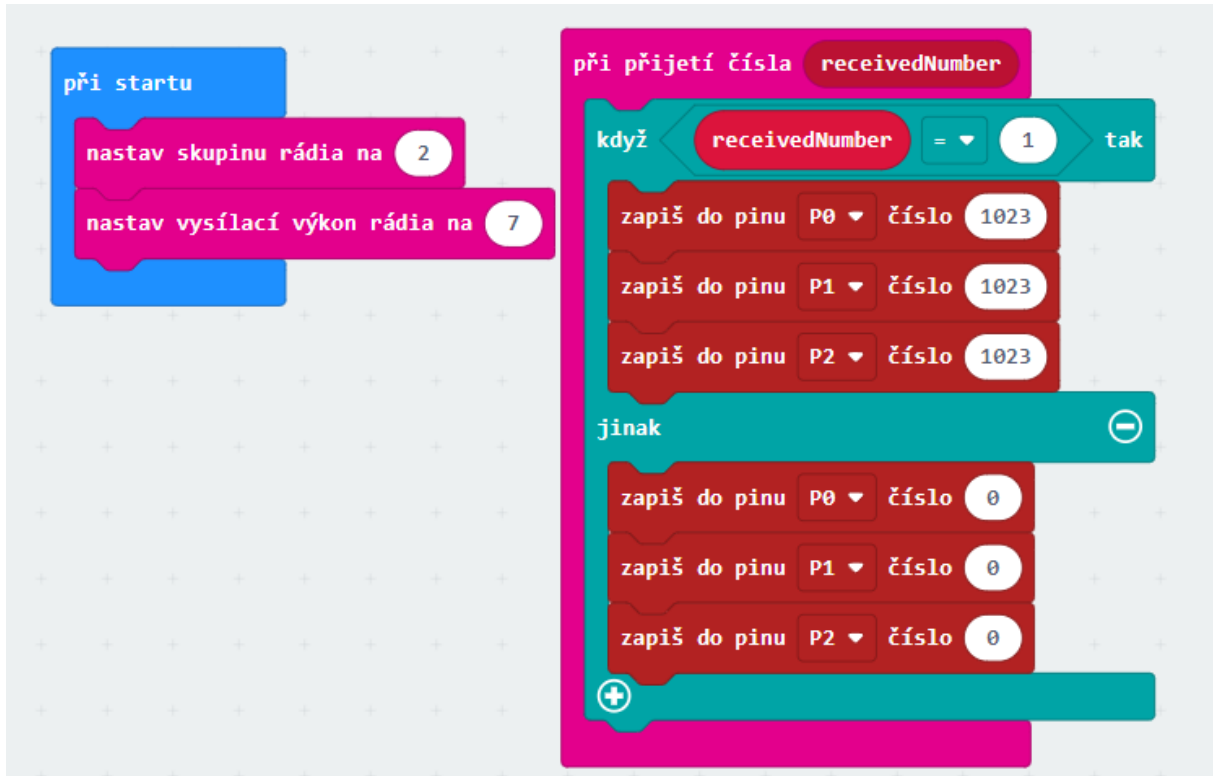 při startu
nastav skupinu rádia na 2
nastav vysílací výkon rádia na 7
při přijetí čísla receivedNumber
když receivedNumber = 1 tak
zapiš do pinu P0 číslo 1023
zapiš do pinu P1 číslo 1023
zapiš do pinu P2 číslo 1023
jinak
zapiš do pinu P0 číslo 0
zapiš do pinu P1 číslo 0
zapiš do pinu P2 číslo 0